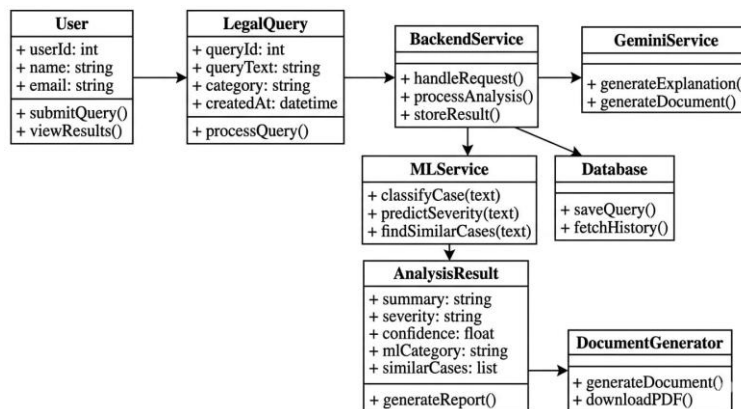 User
+ userId: int
+ name: string
+ email: string
+ submitQuery()
+ viewResults()
LegalQuery
+ queryId: int
+ queryText: string
+ category: string
+ createdAt: datetime
+ processQuery()
BackendService
+ handleRequest()
+ processAnalysis()
+ storeResult()
GeminiService
+ generateExplanation()
+ generateDocument()
MLService
+ classifyCase(text)
+ predictSeverity(text)
+ findSimilarCases(text)
Database
+ saveQuery()
+ fetchHistory()
AnalysisResult
+ summary: string
+ severity: string
+ confidence: float
+ mlCategory: string
+ similarCases: list
+ generateReport()
DocumentGenerator
+ generateDocument()
+ downloadPDF()